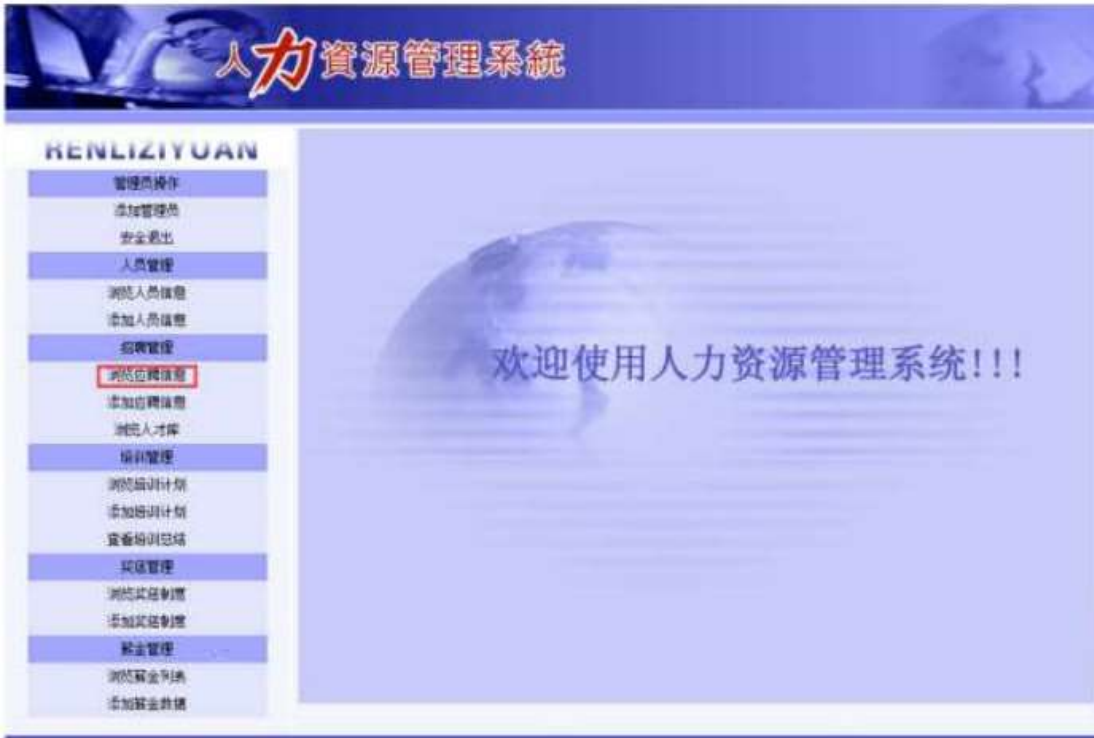 人力資源管理系統
RENLIZIYUAN
管理员操作
添加管理员
安全退出
人员管理
浏览人员信息
添加人员信息
招聘管理
浏览应聘信息
添加应聘信息
浏览人才库
培训管理
浏览培训计划
添加培训计划
查看培训总结
奖惩管理
浏览奖惩制度
添加奖惩制度
薪金管理
浏览薪金列表
添加薪金数据
欢迎使用人力资源管理系统!!!